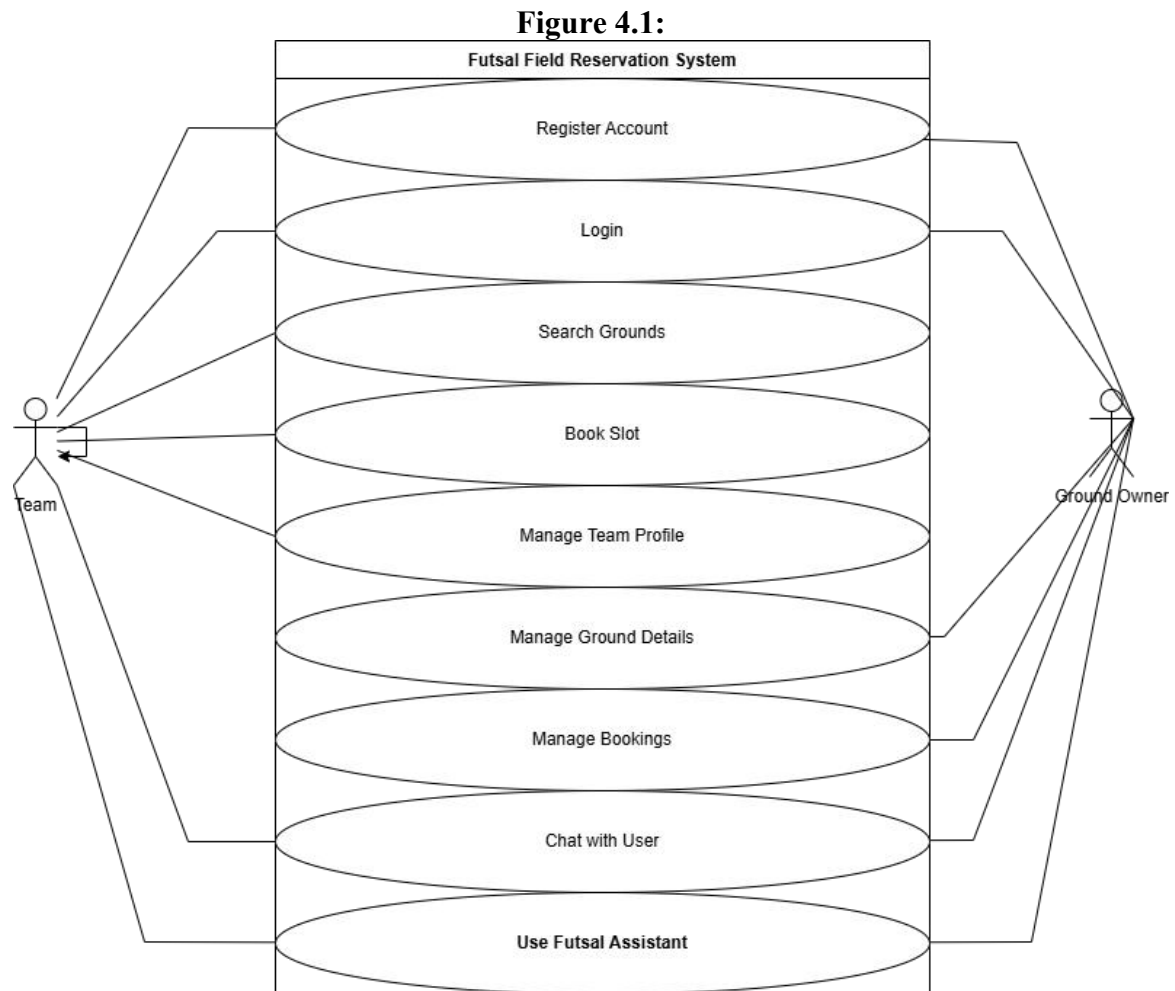 Figure 4.1:
Futsal Field Reservation System
Register Account
Login
Search Grounds
Book Slot
Team
Ground Owner
Manage Team Profile
Manage Ground Details
Manage Bookings
Chat with User
Use Futsal Assistant